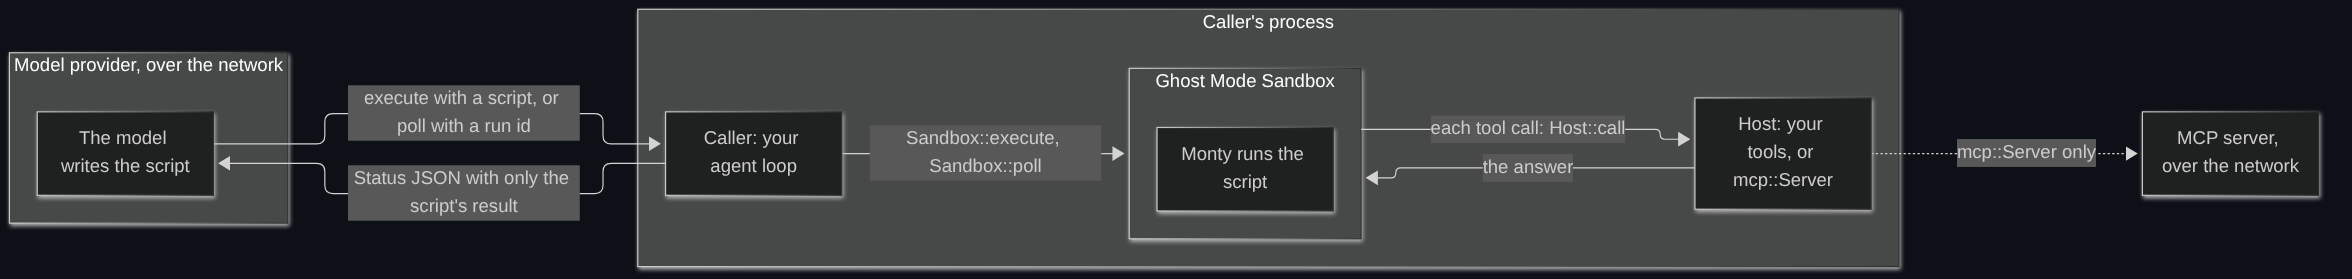 Caller's process
Model provider, over the network
The model
writes the script
execute with a script, or
poll with a run id
Status JSON with only the
script's result
Caller: your
agent loop
Sandbox::execute,
Sandbox::poll
Ghost Mode Sandbox
Monty runs the
script
each tool call: Host::call
the answer
Host: your
tools, or
mcp::Server
mcp::Server only
MCP server,
over the network